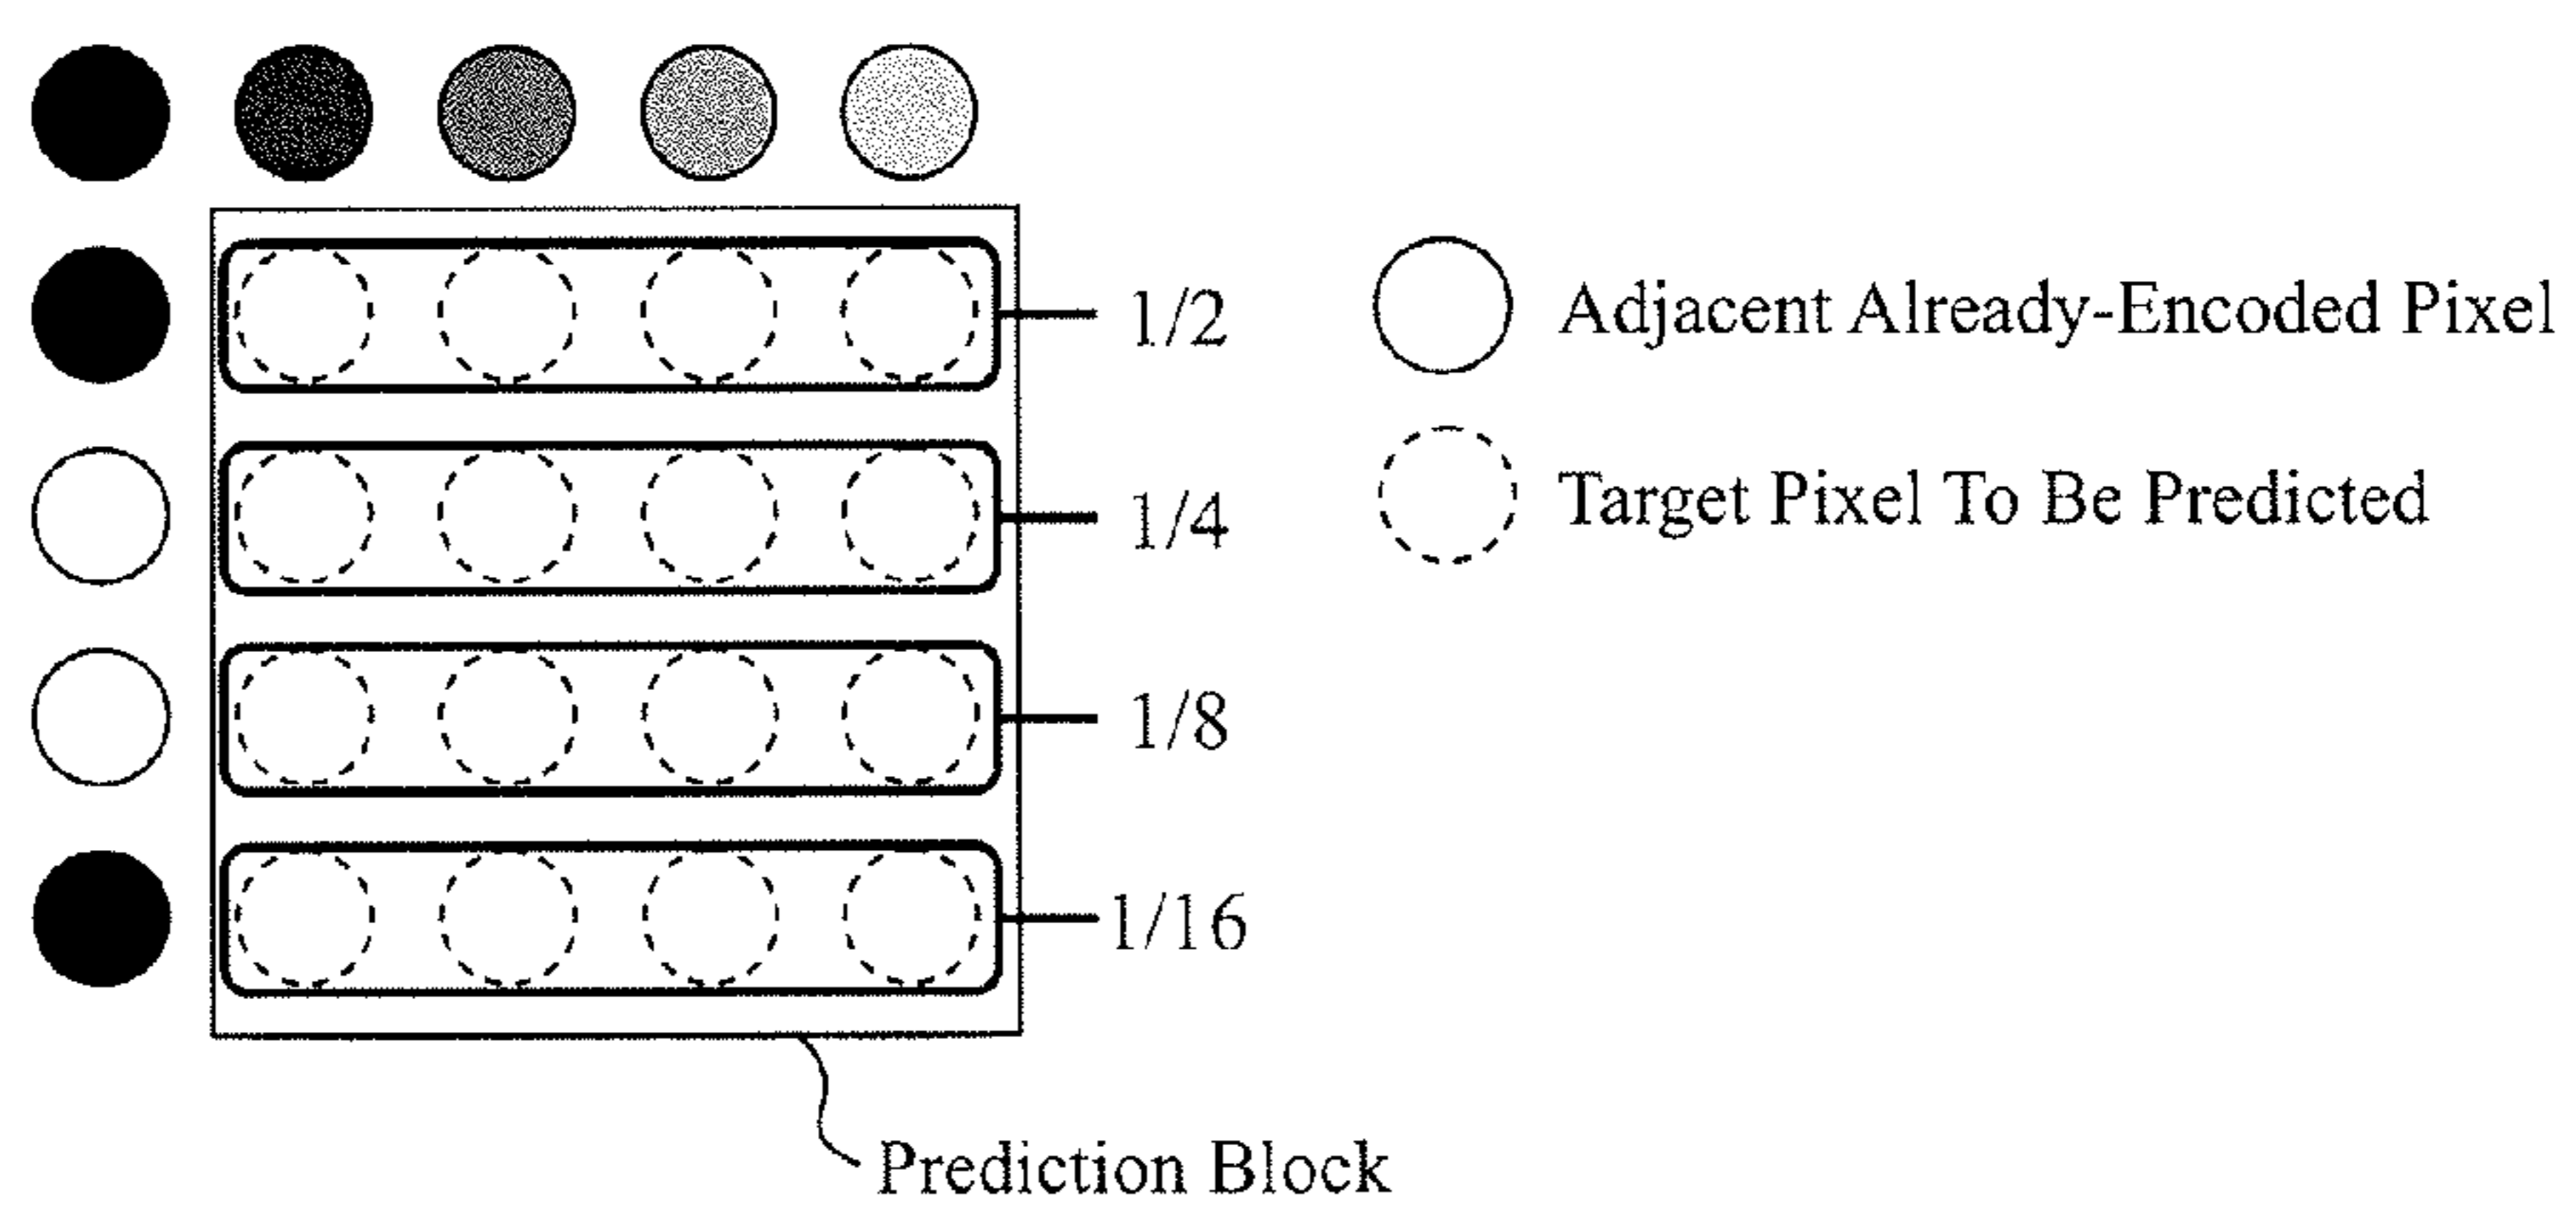 1/2
1/4
1/8
1/16
Adjacent Already-Encoded Pixel
Target Pixel To Be Predicted
Prediction Block